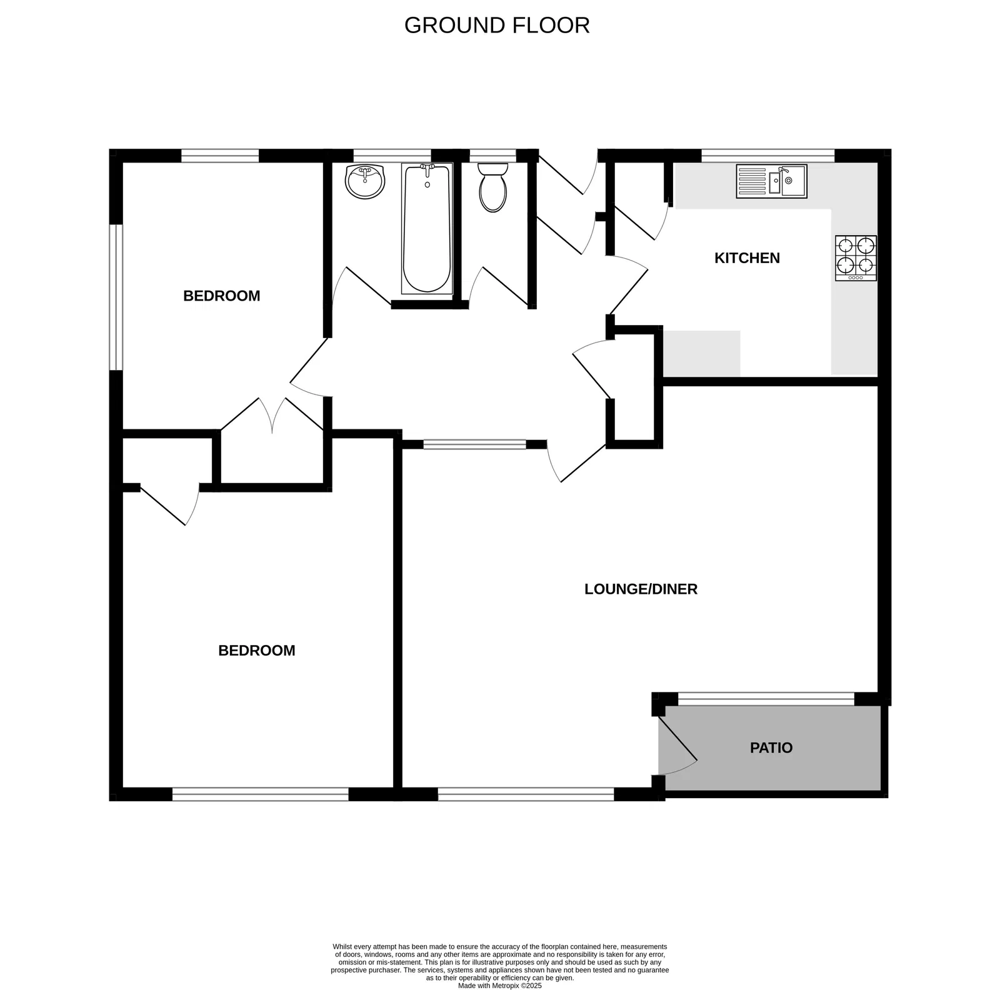 GROUND FLOOR
KITCHEN
BEDROOM
LOUNGE/DINER
BEDROOM
PATIO
Whilst every attempt has been made to ensure the accuracy of the floorplan contained here, measurements
of doors, windows, rooms and any other items are approximate and no responsibility is taken for any error,
omission or mis-statement. This plan is for illustrative purposes only and should be used as such by any
prospective purchaser. The services, systems and appliances shown have not been tested and no guarantee
as to their operability or efficiency can be given.
Made with Metropix ©2025